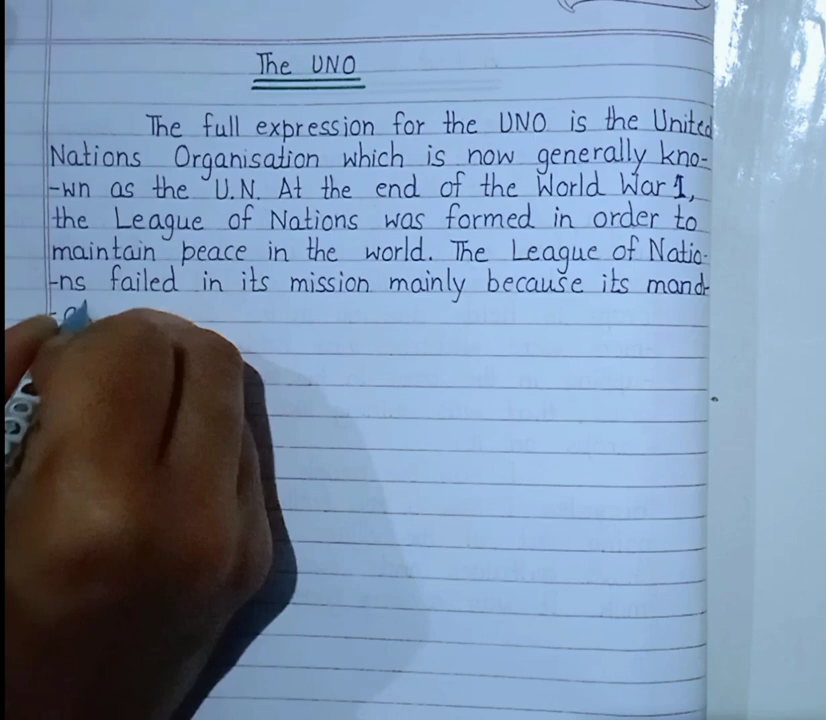 The UNO
The full expression for the UNO is the United
Nations Organisation which is now generally kno-
-wn as the U.N. At the end of the World War I,
the League of Nations was formed in order to
maintain peace in the world. The League of Natio-
-ns failed in its mission mainly because its mand-